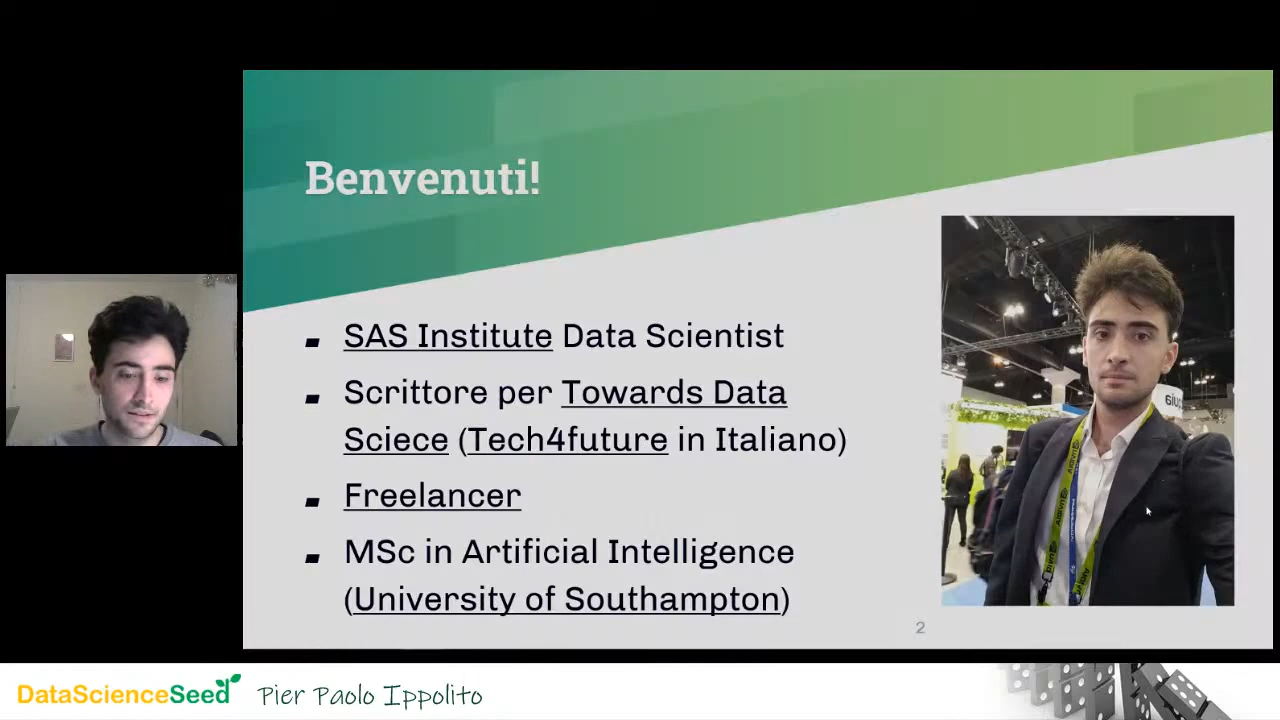 Benvenuti!
SAS Institute Data Scientist
Scrittore per Towards Data
Sciece (Tech4future in Italiano)
Freelancer
MSc in Artificial Intelligence
(University of Southampton)
2
DataScienceSeed Pier Paolo Ippolito